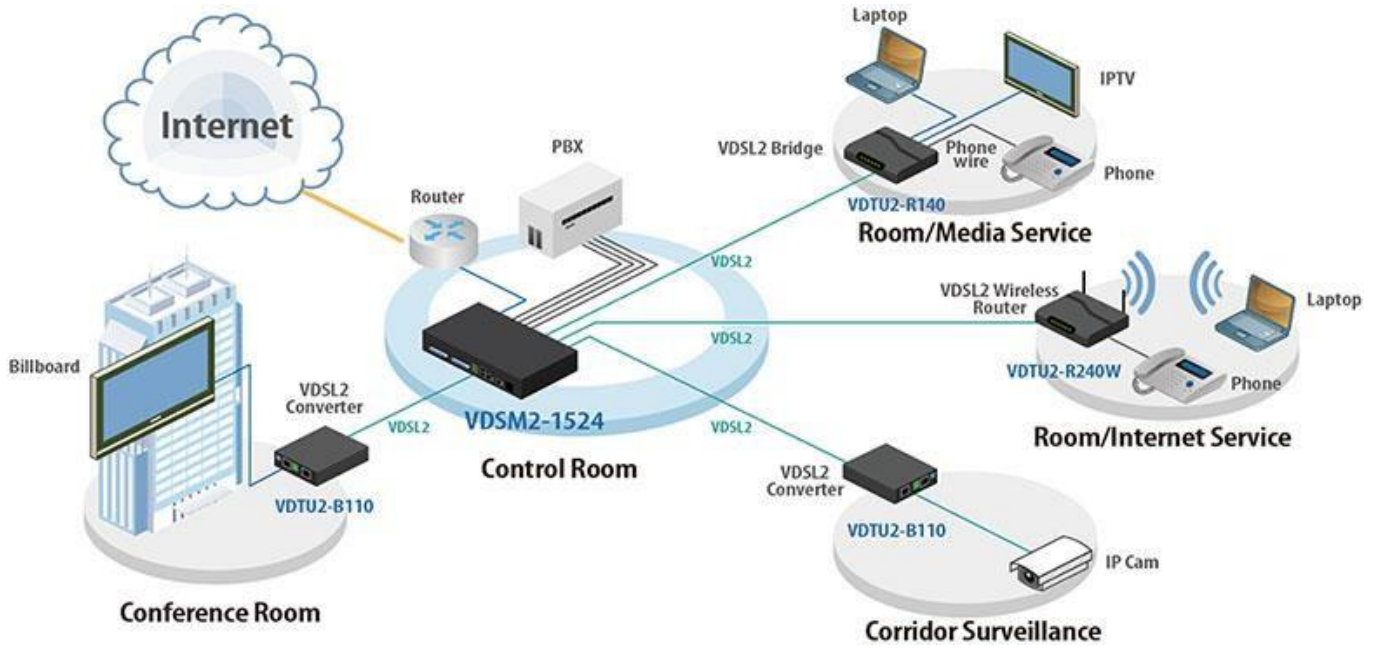 Laptop
IPTV
Internet
PBX
VDSL2 Bridge
Phone
wire
Phone
Router
VDTU2-R140
Room/Media Service
VDSL2
VDSL2 Wireless
Router
Laptop
VDSL2
Billboard
VDSL2
Converter
VDTU2-R240W
Phone
VDSM2-1524
VDSL2
VDSL2
Room/Internet Service
Control Room
VDSL2
Converter
VDTU2-B110
VDTU2-B110
IP Cam
Conference Room
Corridor Surveillance